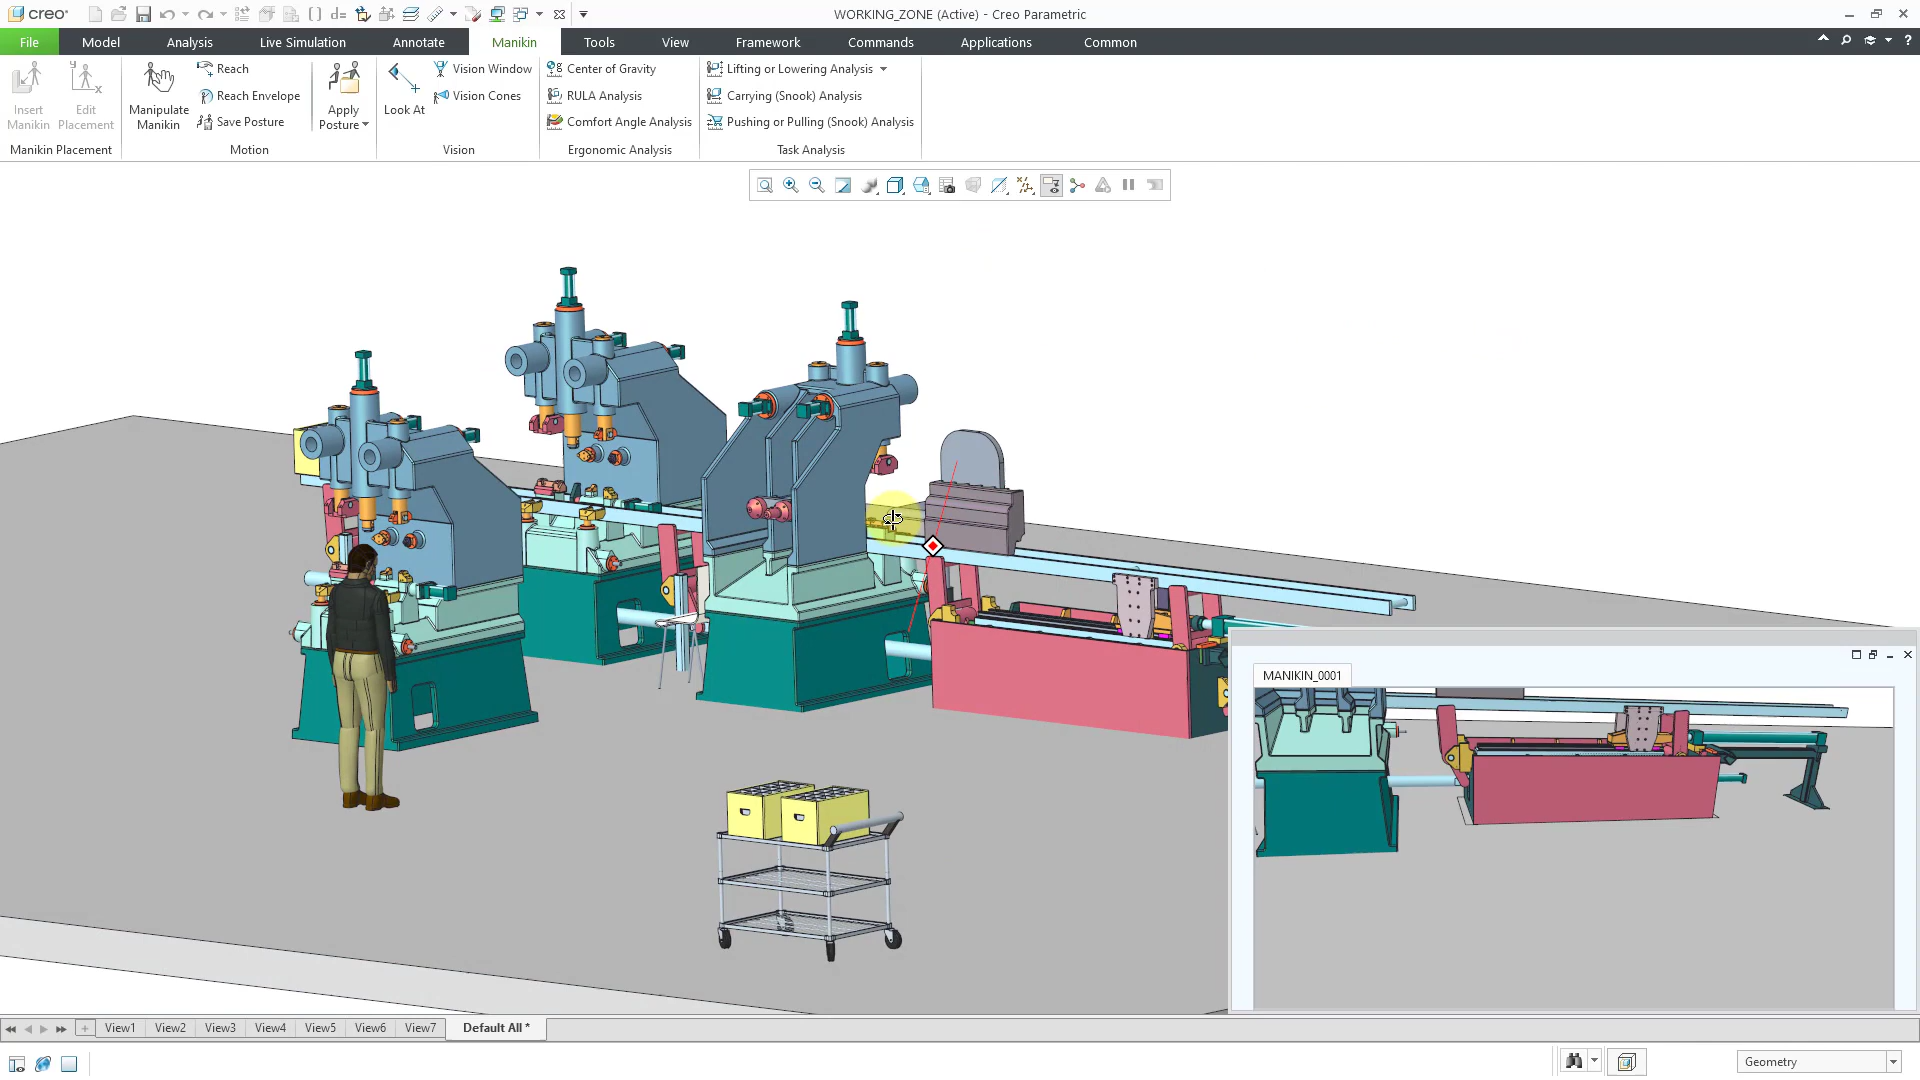 creo
WORKING_ZONE (Active) - Creo Parametric
File Model Analysis Live Simulation Annotate Manikin Tools View Framework Commands Applications Common
Insert Manikin
Edit Placement
Manikin Placement
Manipulate Manikin
Reach
Reach Envelope
Save Posture
Apply Posture
Motion
Look At
Vision Window
Vision Cones
Vision
Center of Gravity
RULA Analysis
Comfort Angle Analysis
Ergonomic Analysis
Lifting or Lowering Analysis
Carrying (Snook) Analysis
Pushing or Pulling (Snook) Analysis
Task Analysis
MANIKIN_0001
View1 View2 View3 View4 View5 View6 View7 Default All *
Geometry